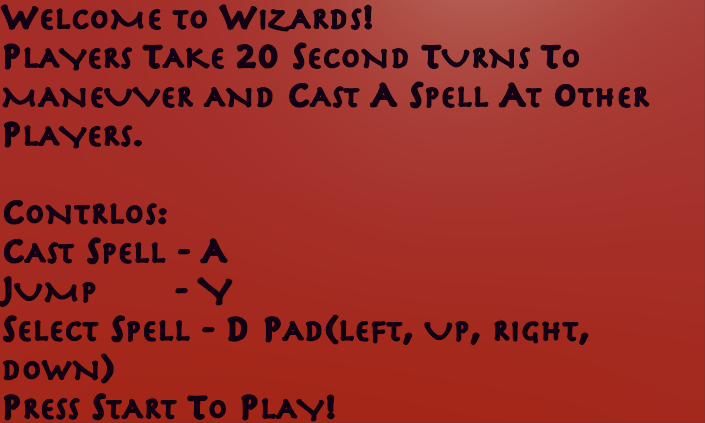 Welcome to Wizards!
Players Take 20 Second Turns To
Maneuver and Cast A Spell At Other
Players.
Contrlos:
Cast Spell - A
Jump - Y
Select Spell - D Pad(left, up, right,
down)
Press Start To Play!